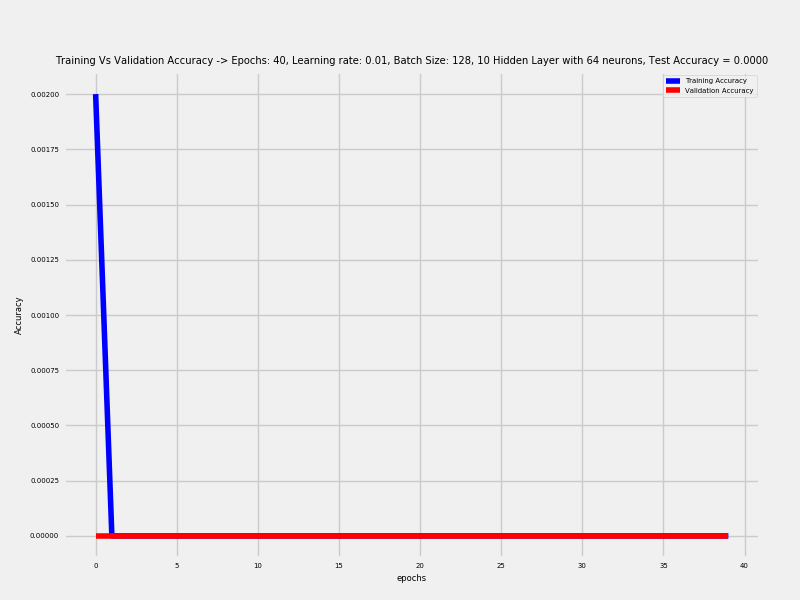 Training Vs Validation Accuracy -> Epochs: 40, Learning rate: 0.01, Batch Size: 128, 10 Hidden Layer with 64 neurons, Test Accuracy = 0.0000
Training Accuracy
Validation Accuracy
0.00200
0.00175
0.00150
0.00125
0.00100
0.00075
0.00050
0.00025
0.00000
Accuracy
0 5 10 15 20 25 30 35 40
epochs